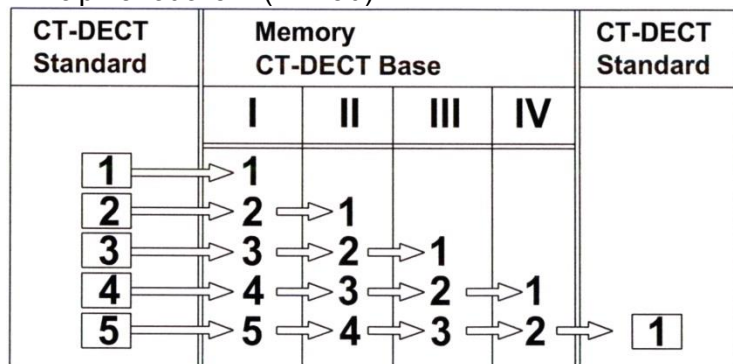 CT-DECT Memory CT-DECT
Standard CT-DECT Base Standard
I II III IV
1 1
2 2 1
3 3 2 1
4 4 3 2 1
5 5 4 3 2 1